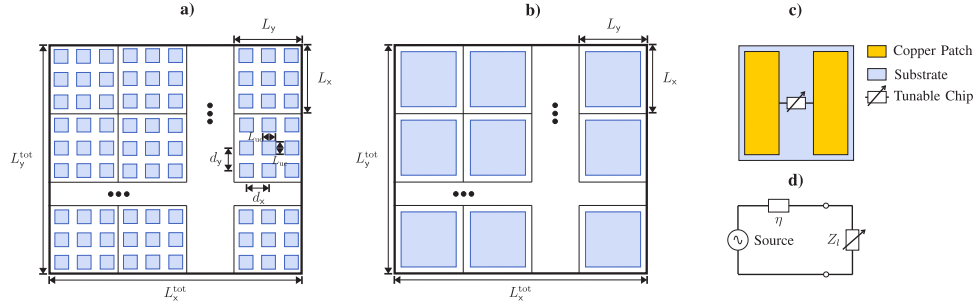 a)
L_y
L_x
L_y^tot
L_uc
d_y
L_uc
d_x
L_x^tot
b)
L_y
L_x
L_y^tot
L_x^tot
c)
Copper Patch
Substrate
Tunable Chip
d)
η
Source
Z_l